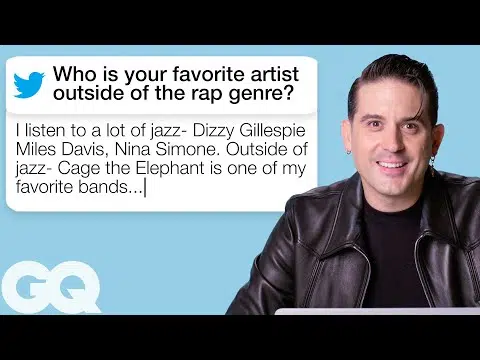 Who is your favorite artist
outside of the rap genre?
I listen to a lot of jazz- Dizzy Gillespie
Miles Davis, Nina Simone. Outside of
jazz- Cage the Elephant is one of my
favorite bands...|
GQ